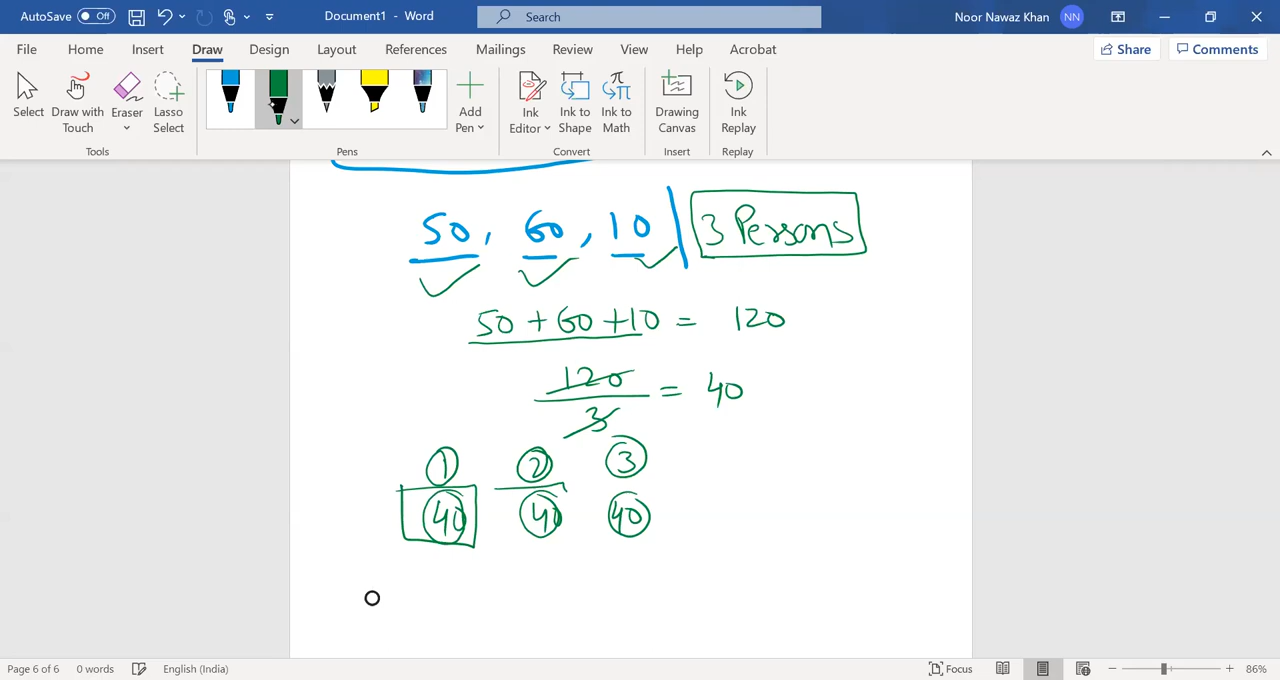 AutoSave Off Document1 - Word Search Noor Nawaz Khan NN
File Home Insert Draw Design Layout References Mailings Review View Help Acrobat Share Comments
Select Draw with Touch Eraser Lasso Select Add Pen Ink Editor Ink to Shape Ink to Math Drawing Canvas Ink Replay
Tools Pens Convert Insert Replay
50, 60, 10 | 3 Persons
50 + 60 + 10 = 120
120
3
= 40
1 2 3
40 40 40
Page 6 of 6 0 words English (India) Focus 86%